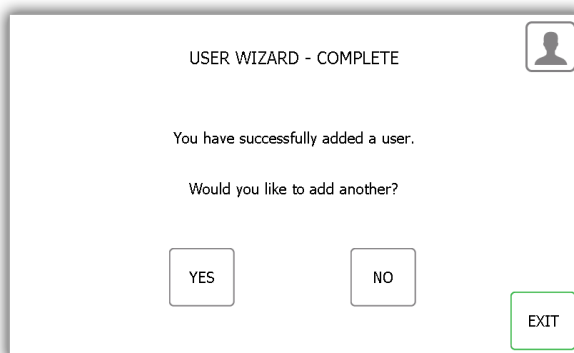 USER WIZARD - COMPLETE
You have successfully added a user.
Would you like to add another?
YES
NO
EXIT